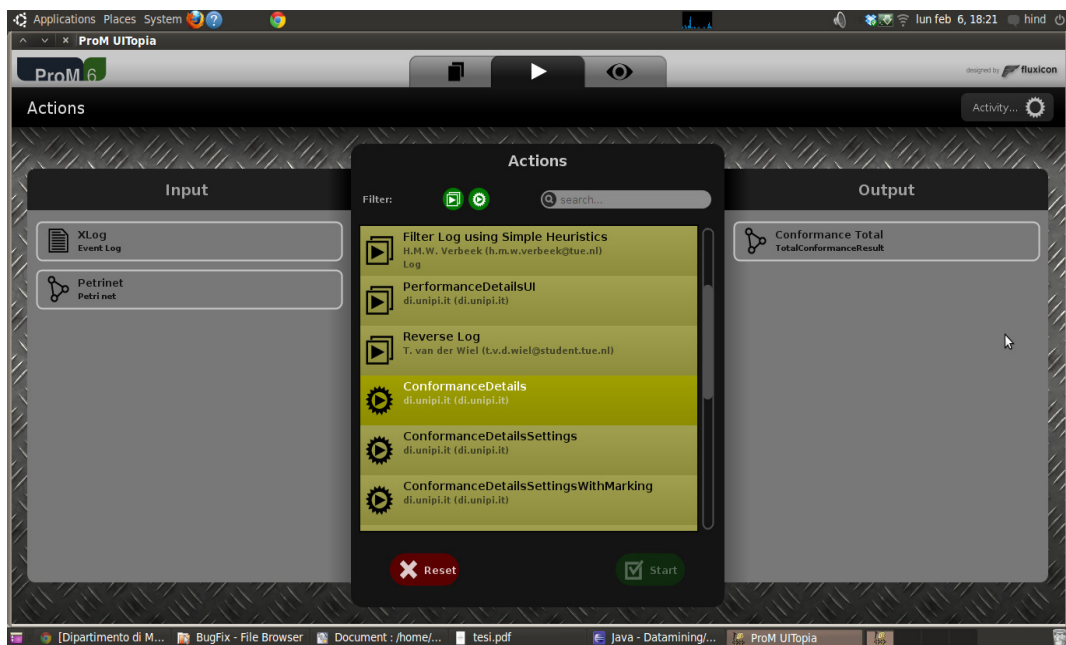 Applications Places System ? lun feb 6, 18:21 hind
ProM UITopia
ProM 6
designed by fluxicon
Actions
Activity...
Input
XLog
Event Log
Petrinet
Petri net
Actions
Filter:
search...
Filter Log using Simple Heuristics
H.M.W. Verbeek (h.m.w.verbeek@tue.nl)
Log
PerformanceDetailsUI
di.unipi.it (di.unipi.it)
Reverse Log
T. van der Wiel (t.v.d.wiel@student.tue.nl)
ConformanceDetails
di.unipi.it (di.unipi.it)
ConformanceDetailsSettings
di.unipi.it (di.unipi.it)
ConformanceDetailsSettingsWithMarking
di.unipi.it (di.unipi.it)
Reset
Start
Output
Conformance Total
TotalConformanceResult
[Dipartimento di M... BugFix - File Browser Document : /home/... tesi.pdf Java - Datamining/... ProM UITopia